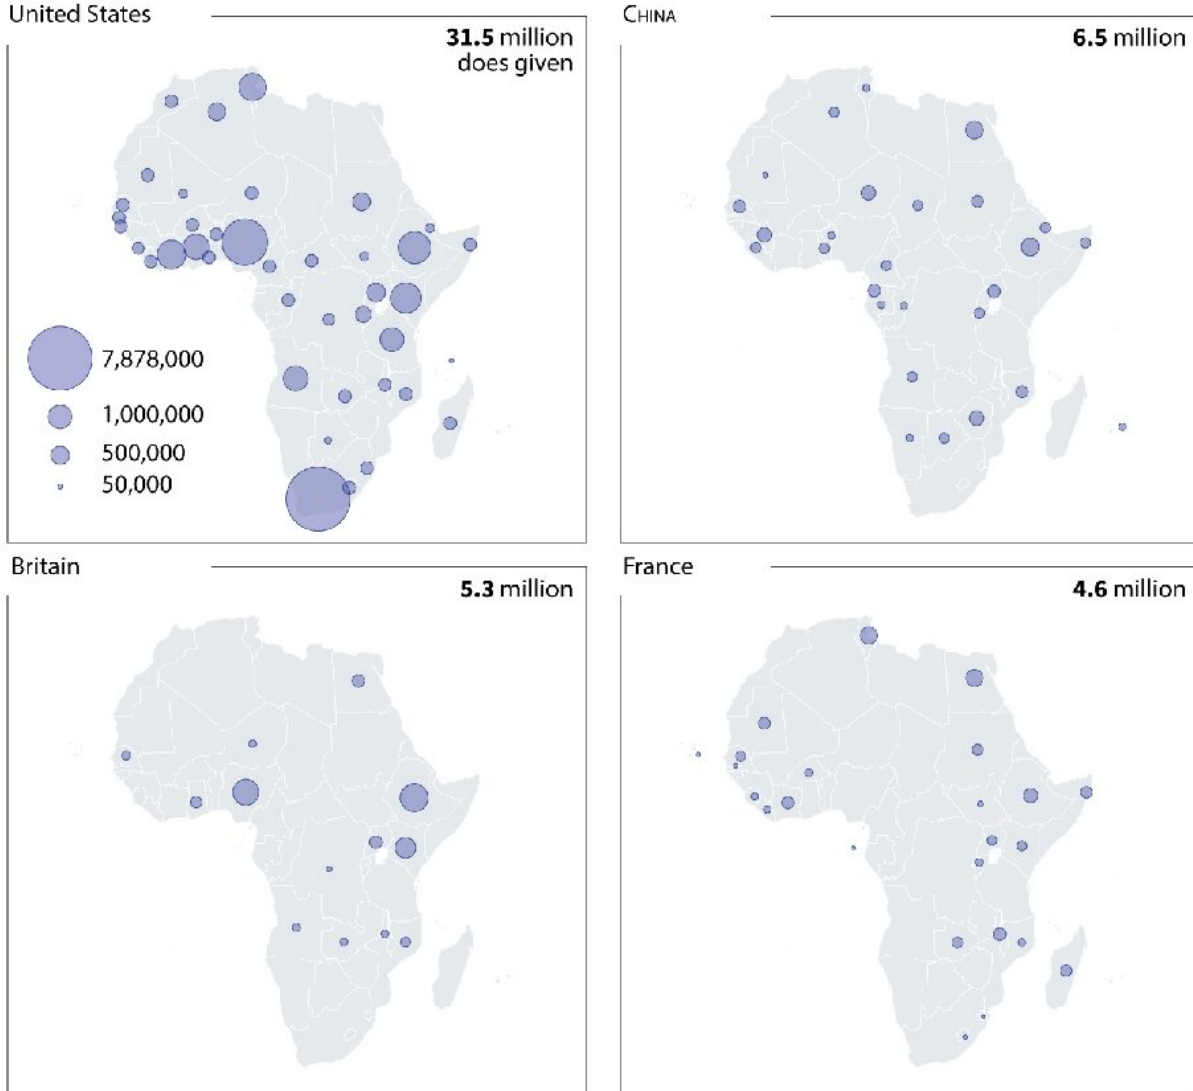 United States
31.5 million
does given
7,878,000
1,000,000
500,000
50,000
CHINA
6.5 million
Britain
5.3 million
France
4.6 million